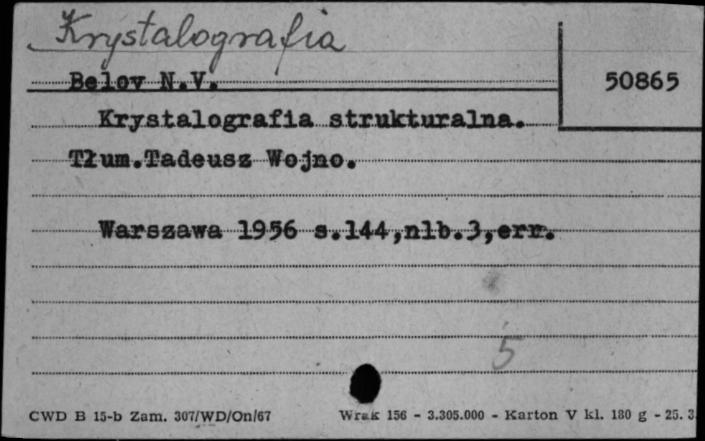 Krystalografia
Belov N.V.
50865
Krystalografia strukturalna.
Tłum.Tadeusz Wojno.
Warszawa 1956 s.144,nlb.3,err.
5
CWD B 15-b Zam. 307/WD/On/67 Wrak 156 - 3.305.000 - Karton V kl. 180 g - 25. 3.